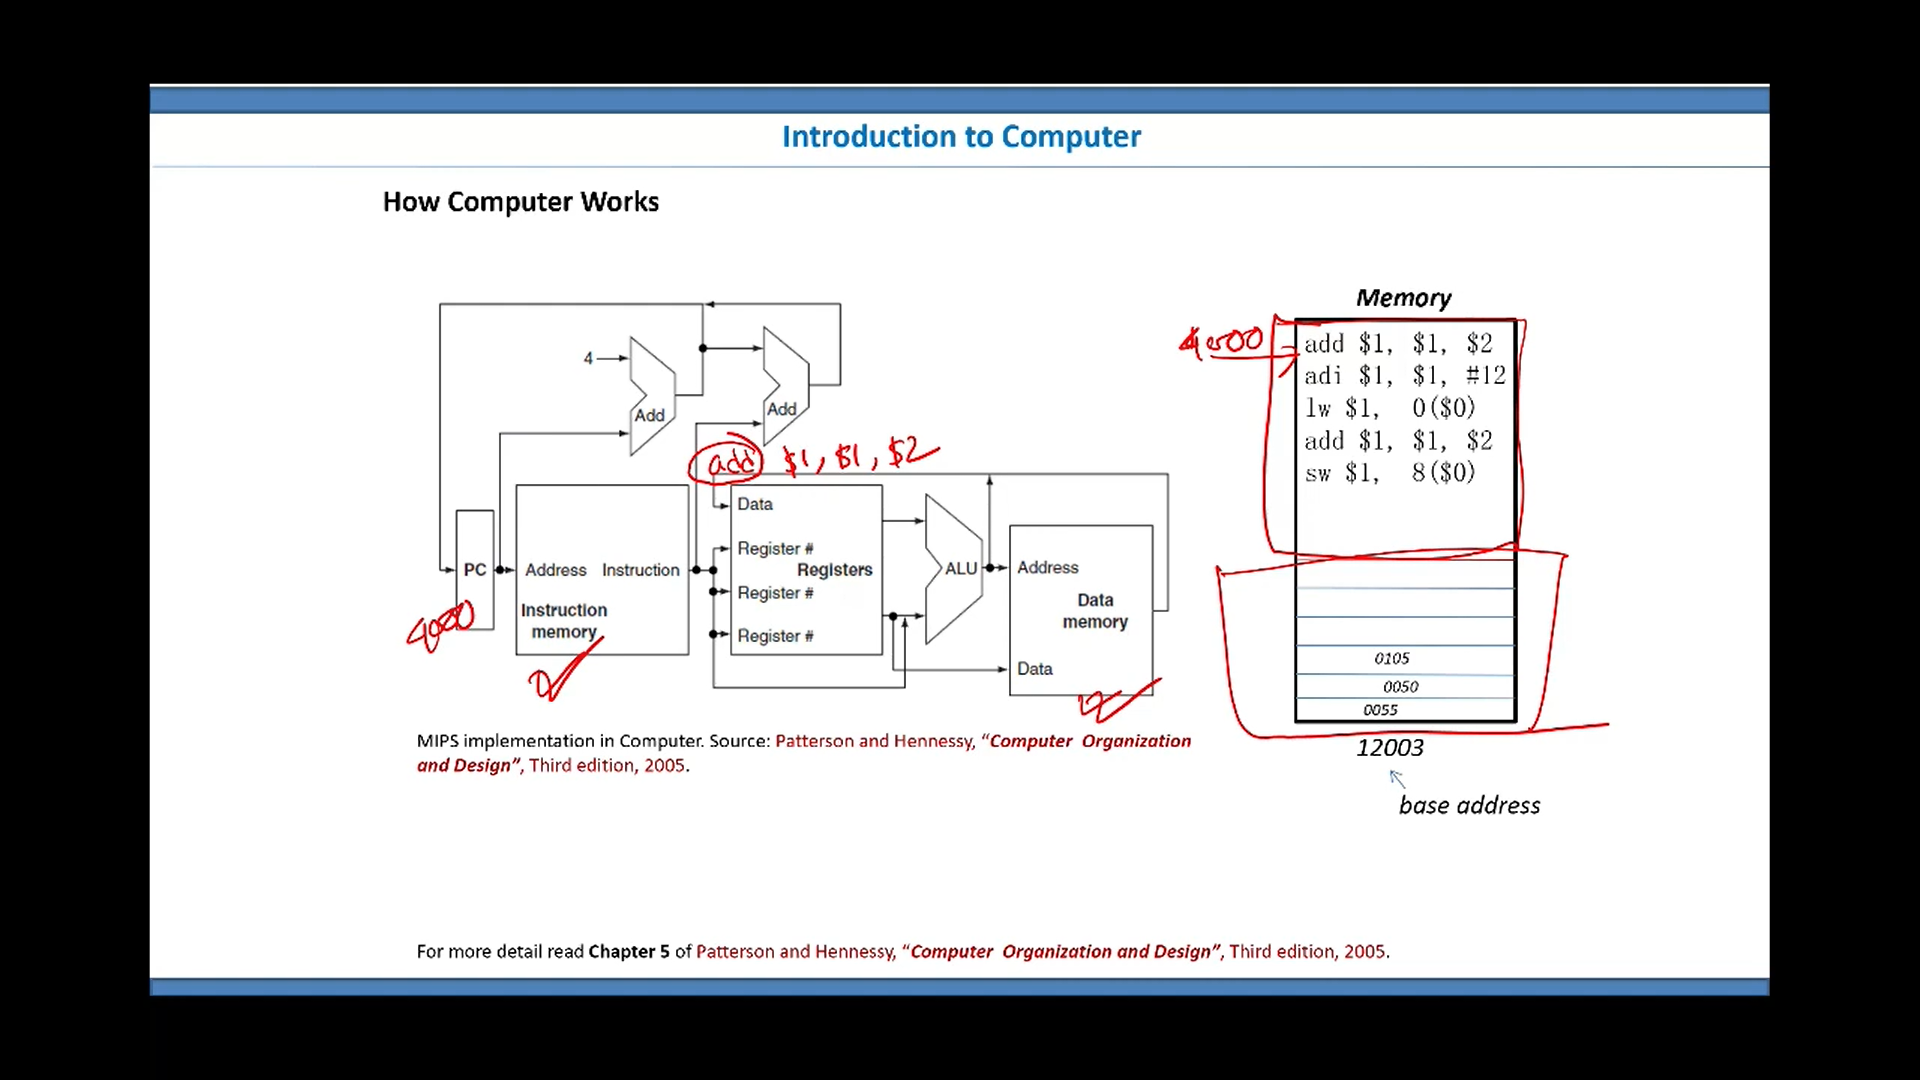 Introduction to Computer
How Computer Works
Memory
4000
add $1, $1, $2
adi $1, $1, #12
lw $1, 0($0)
add $1, $1, $2
sw $1, 8($0)
0105
0050
0055
12003
base address
4
Add
Add
add $1, $1, $2
Data
PC
Address Instruction
Instruction
memory
4000
Register #
Registers
Register #
Register #
ALU
Address
Data
memory
Data
MIPS implementation in Computer. Source: Patterson and Hennessy, “Computer Organization
and Design”, Third edition, 2005.
For more detail read Chapter 5 of Patterson and Hennessy, “Computer Organization and Design”, Third edition, 2005.